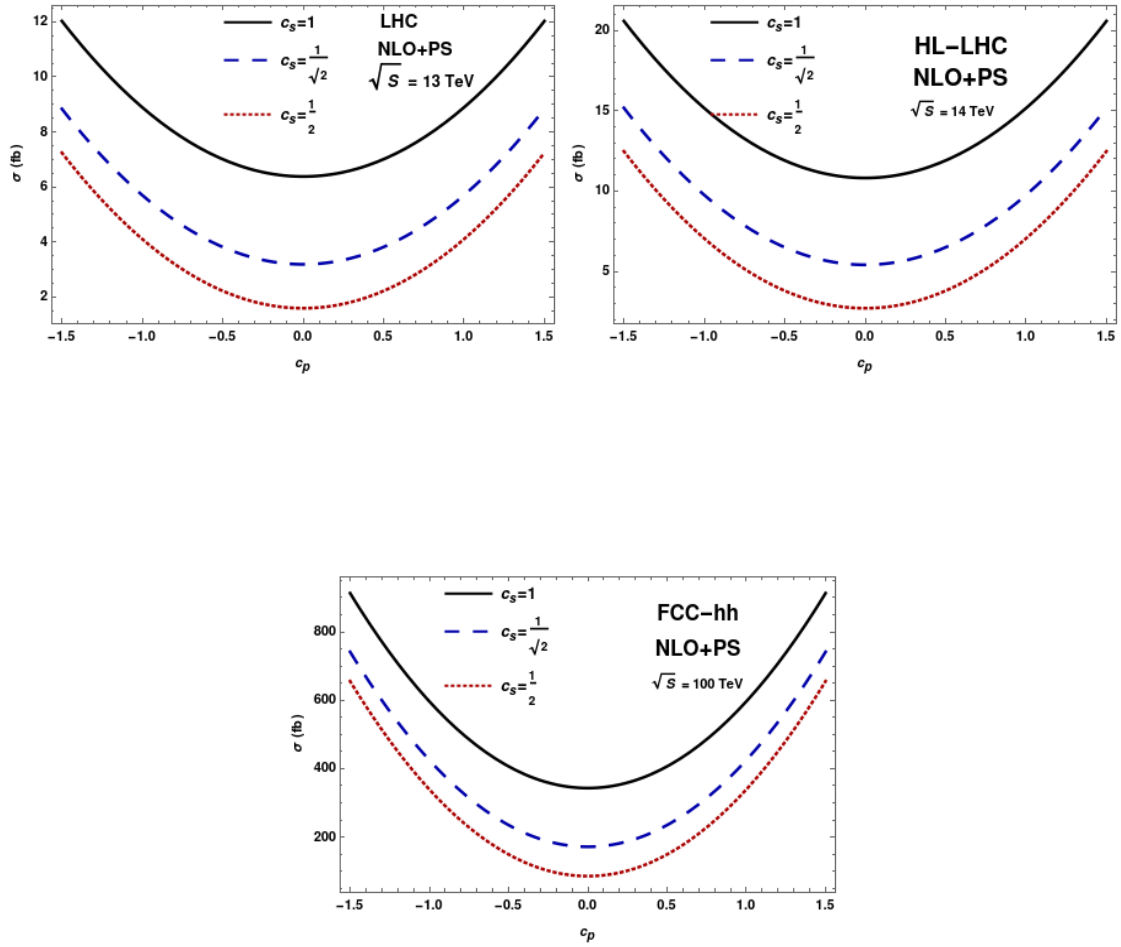 12
10
8
6
4
2
σ (fb)
c_s=1
c_s=1/√2
c_s=1/2
LHC
NLO+PS
√S = 13 TeV
−1.5 −1.0 −0.5 0.0 0.5 1.0 1.5
c_p
20
15
10
5
σ (fb)
c_s=1
c_s=1/√2
c_s=1/2
HL−LHC
NLO+PS
√S = 14 TeV
−1.5 −1.0 −0.5 0.0 0.5 1.0 1.5
c_p
800
600
400
200
σ (fb)
c_s=1
c_s=1/√2
c_s=1/2
FCC−hh
NLO+PS
√S = 100 TeV
−1.5 −1.0 −0.5 0.0 0.5 1.0 1.5
c_p